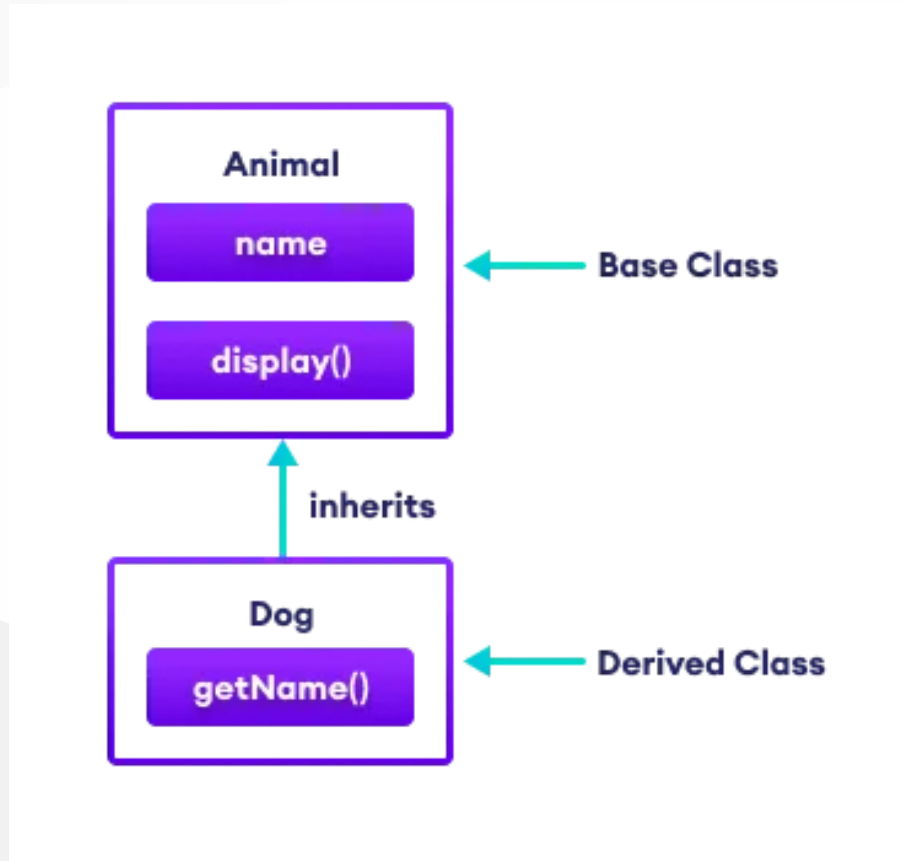 Animal
name
Base Class
display()
inherits
Dog
Derived Class
getName()